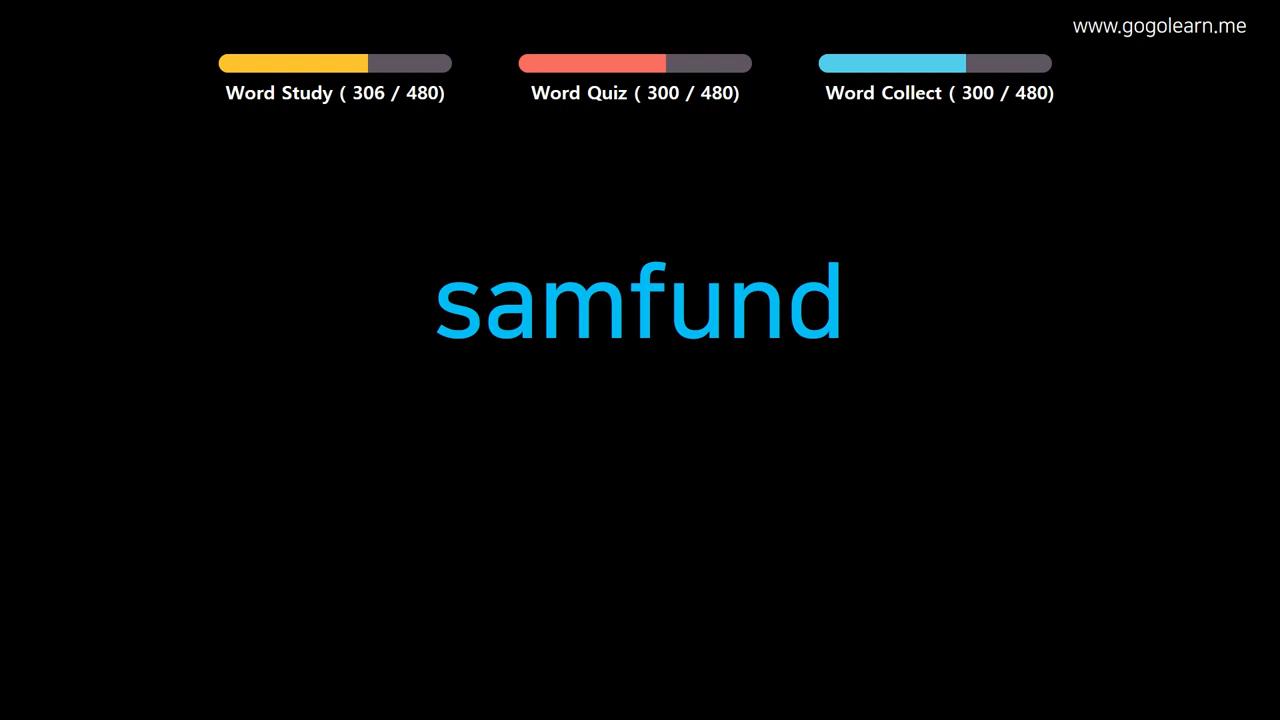 www.gogolearn.me
Word Study ( 306 / 480)
Word Quiz ( 300 / 480)
Word Collect ( 300 / 480)
samfund